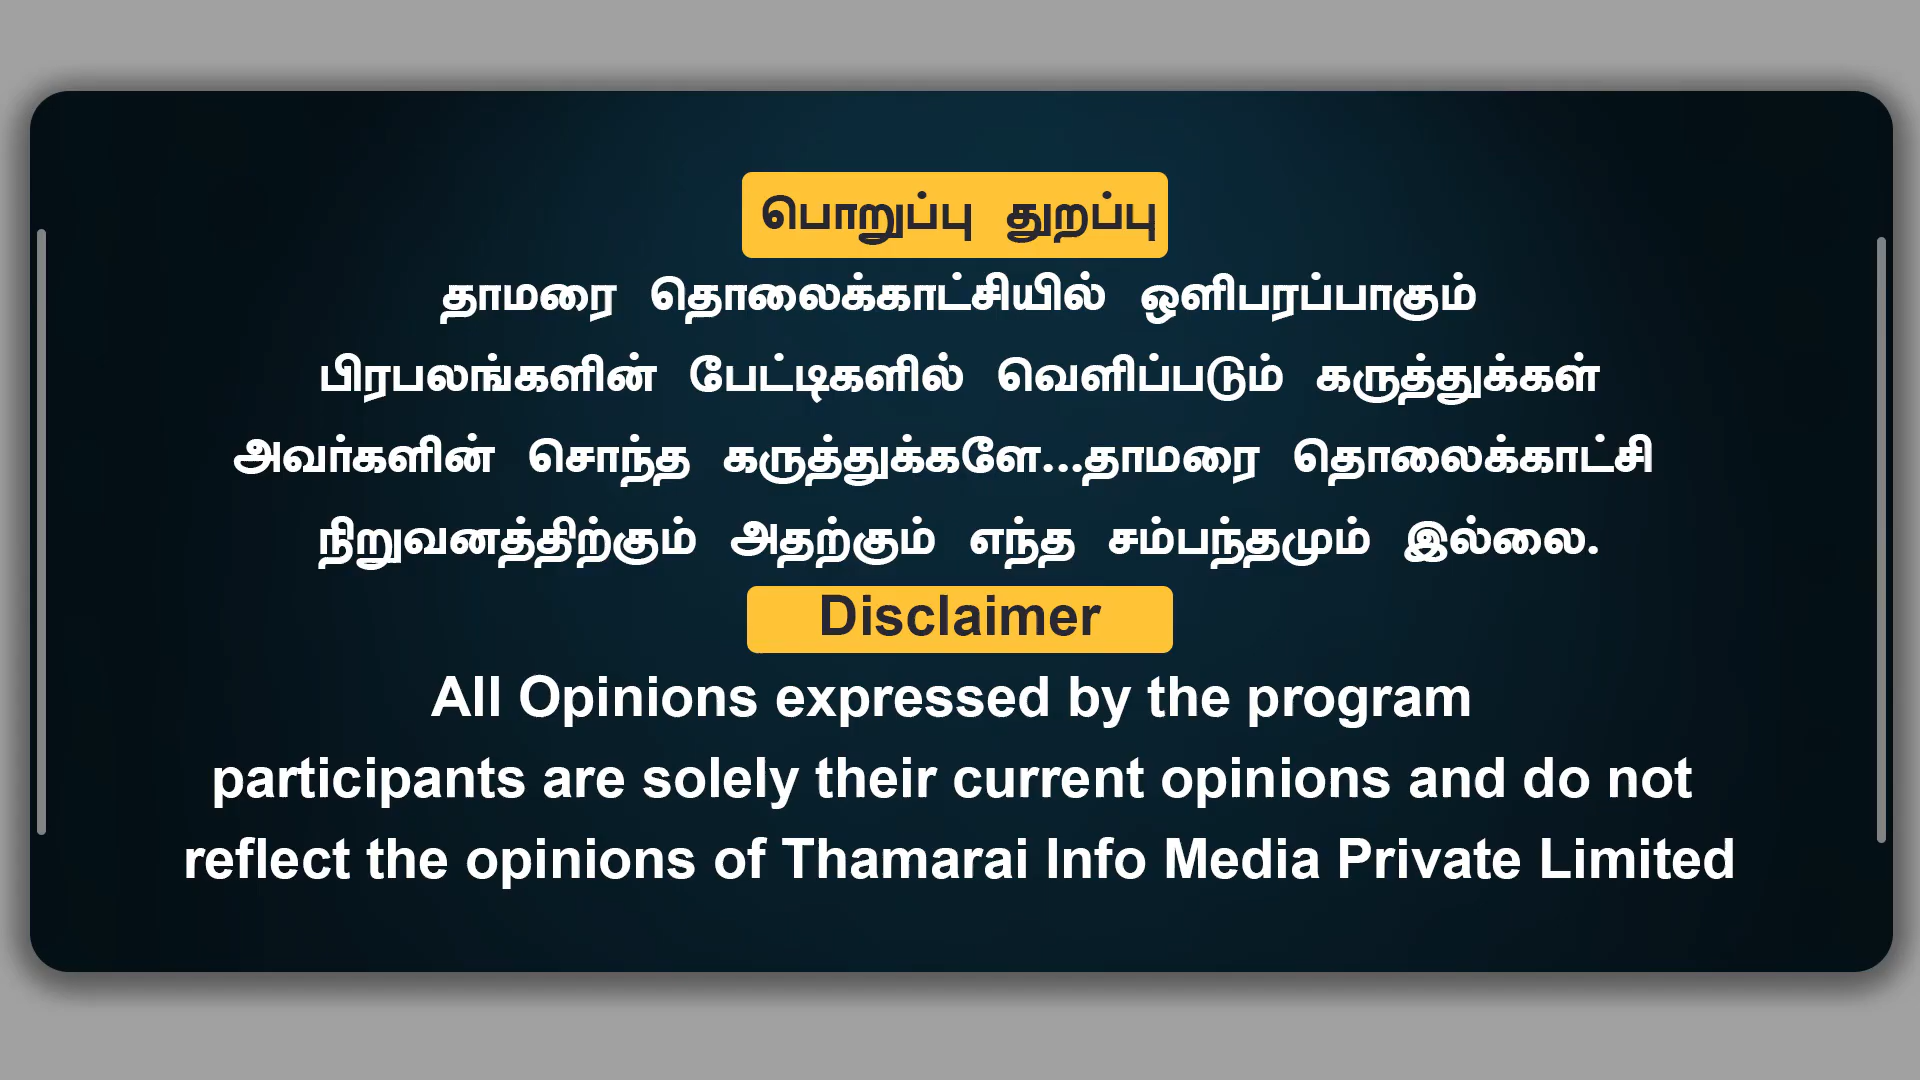 பொறுப்பு துறப்பு
தாமரை தொலைக்காட்சியில் ஒளிபரப்பாகும்
பிரபலங்களின் பேட்டிகளில் வெளிப்படும் கருத்துக்கள்
அவர்களின் சொந்த கருத்துக்களே...தாமரை தொலைக்காட்சி
நிறுவனத்திற்கும் அதற்கும் எந்த சம்பந்தமும் இல்லை.
Disclaimer
All Opinions expressed by the program
participants are solely their current opinions and do not
reflect the opinions of Thamarai Info Media Private Limited